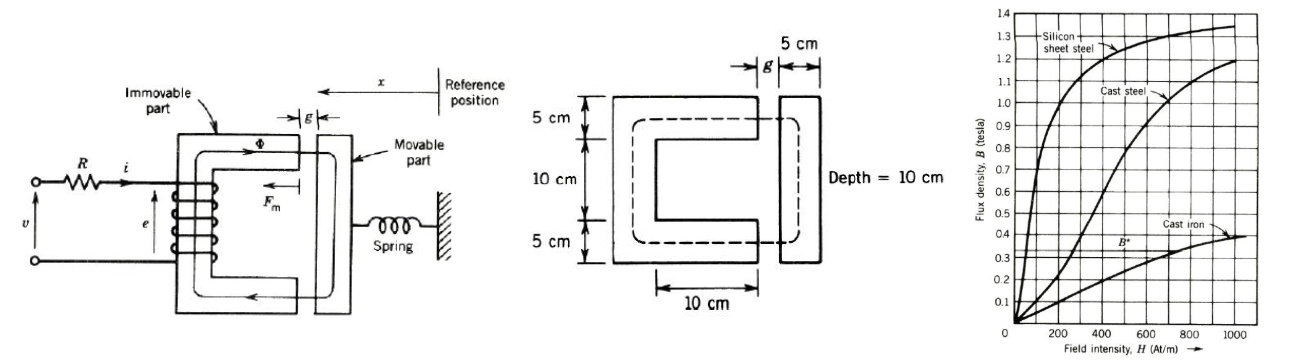 Immovable
part
x
Reference
position
g
Φ
Movable
part
R
i
F_m
v
e
Spring
5 cm
g
5 cm
10 cm
Depth = 10 cm
5 cm
10 cm
1.4
1.3
1.2
1.1
1.0
0.9
0.8
0.7
0.6
0.5
0.4
0.3
0.2
0.1
0
Flux density, B (tesla)
Silicon
sheet steel
Cast steel
Cast iron
B*
200 400 600 800 1000
Field intensity, H (At/m)